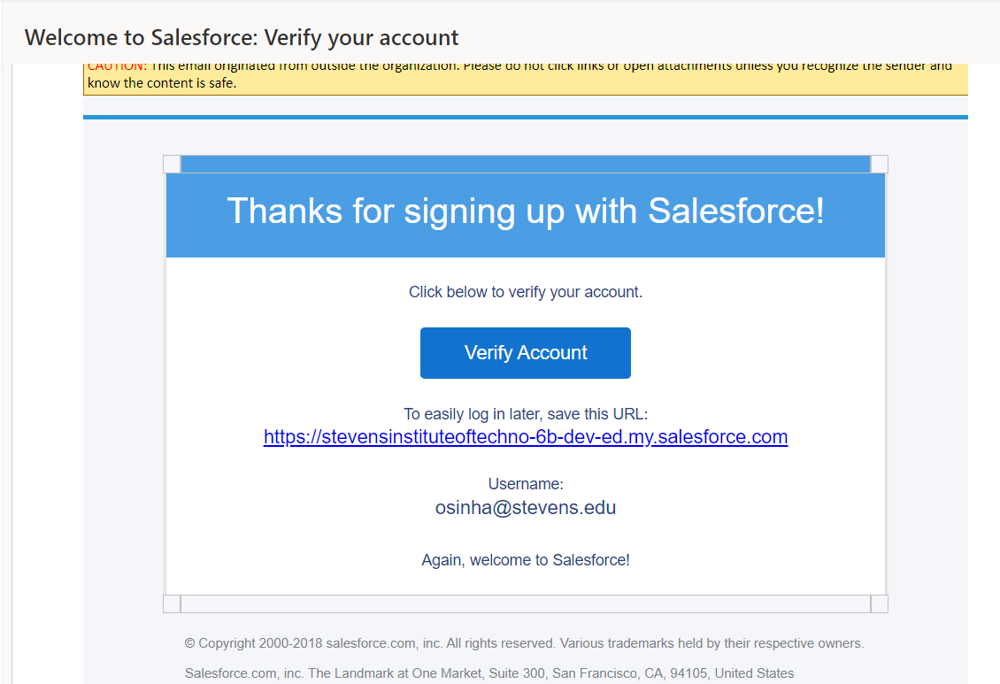 Welcome to Salesforce: Verify your account
CAUTION: This email originated from outside the organization. Please do not click links or open attachments unless you recognize the sender and
know the content is safe.
Thanks for signing up with Salesforce!
Click below to verify your account.
Verify Account
To easily log in later, save this URL:
https://stevensinstituteoftechno-6b-dev-ed.my.salesforce.com
Username:
osinha@stevens.edu
Again, welcome to Salesforce!
© Copyright 2000-2018 salesforce.com, inc. All rights reserved. Various trademarks held by their respective owners.
Salesforce.com, inc. The Landmark at One Market, Suite 300, San Francisco, CA, 94105, United States